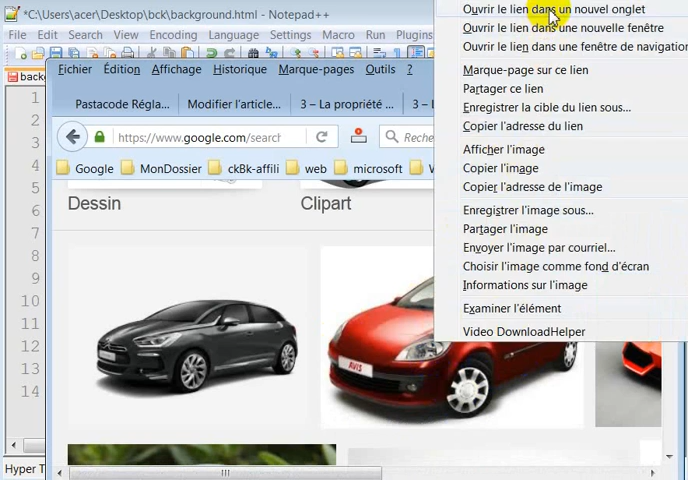 *C:\Users\acer\Desktop\bck\background.html - Notepad++
File Edit Search View Encoding Language Settings Macro Run Plugins
back
1
2
3
4
5
6
7
8
9
10
11
12
13
14
Hyper T
Fichier Édition Affichage Historique Marque-pages Outils ?
Pastacode Régla... Modifier l'article... 3 – La propriété ... 3 –
https://www.google.com/search Reche
Google MonDossier ckBk-affili web microsoft
Dessin Clipart
AVIS
Ouvrir le lien dans un nouvel onglet
Ouvrir le lien dans une nouvelle fenêtre
Ouvrir le lien dans une fenêtre de navigation
Marque-page sur ce lien
Partager ce lien
Enregistrer la cible du lien sous...
Copier l'adresse du lien
Afficher l'image
Copier l'image
Copier l'adresse de l'image
Enregistrer l'image sous...
Partager l'image
Envoyer l'image par courriel...
Choisir l'image comme fond d'écran
Informations sur l'image
Examiner l'élément
Video DownloadHelper